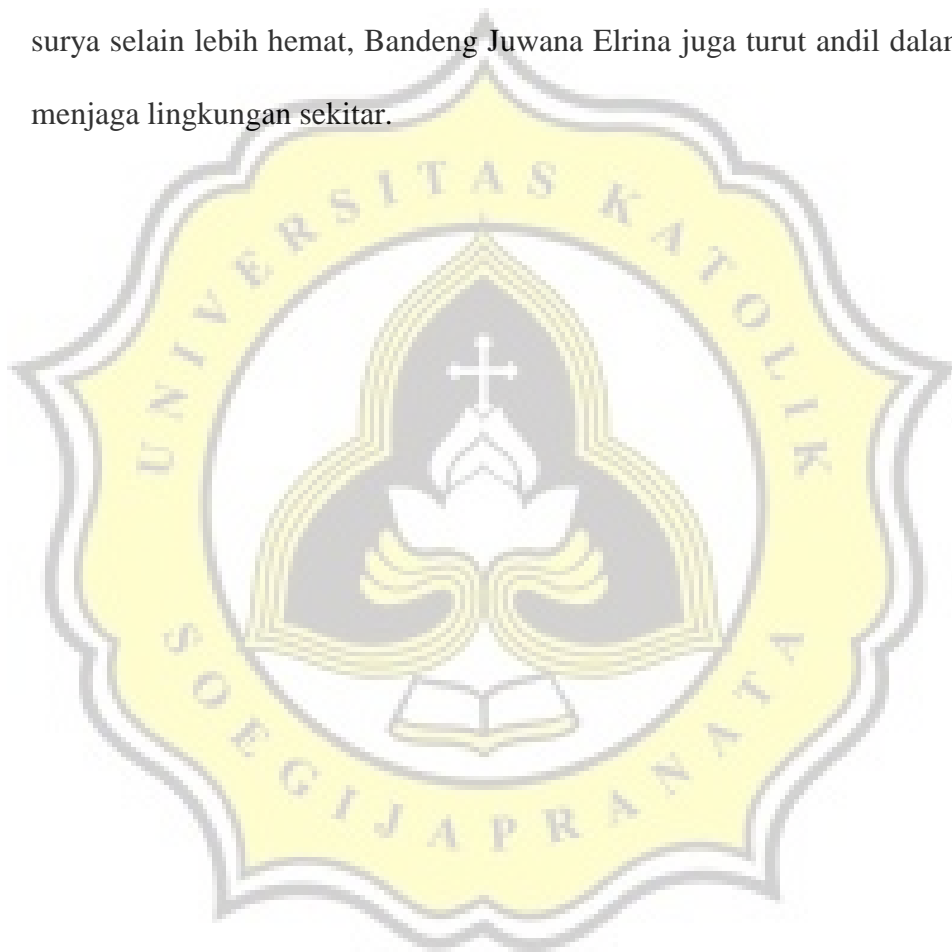 surya selain lebih hemat, Bandeng Juwana Elrina juga turut andil dalam
menjaga lingkungan sekitar.
UNIVERSITAS KATOLIK
SOEGIJAPRANATA